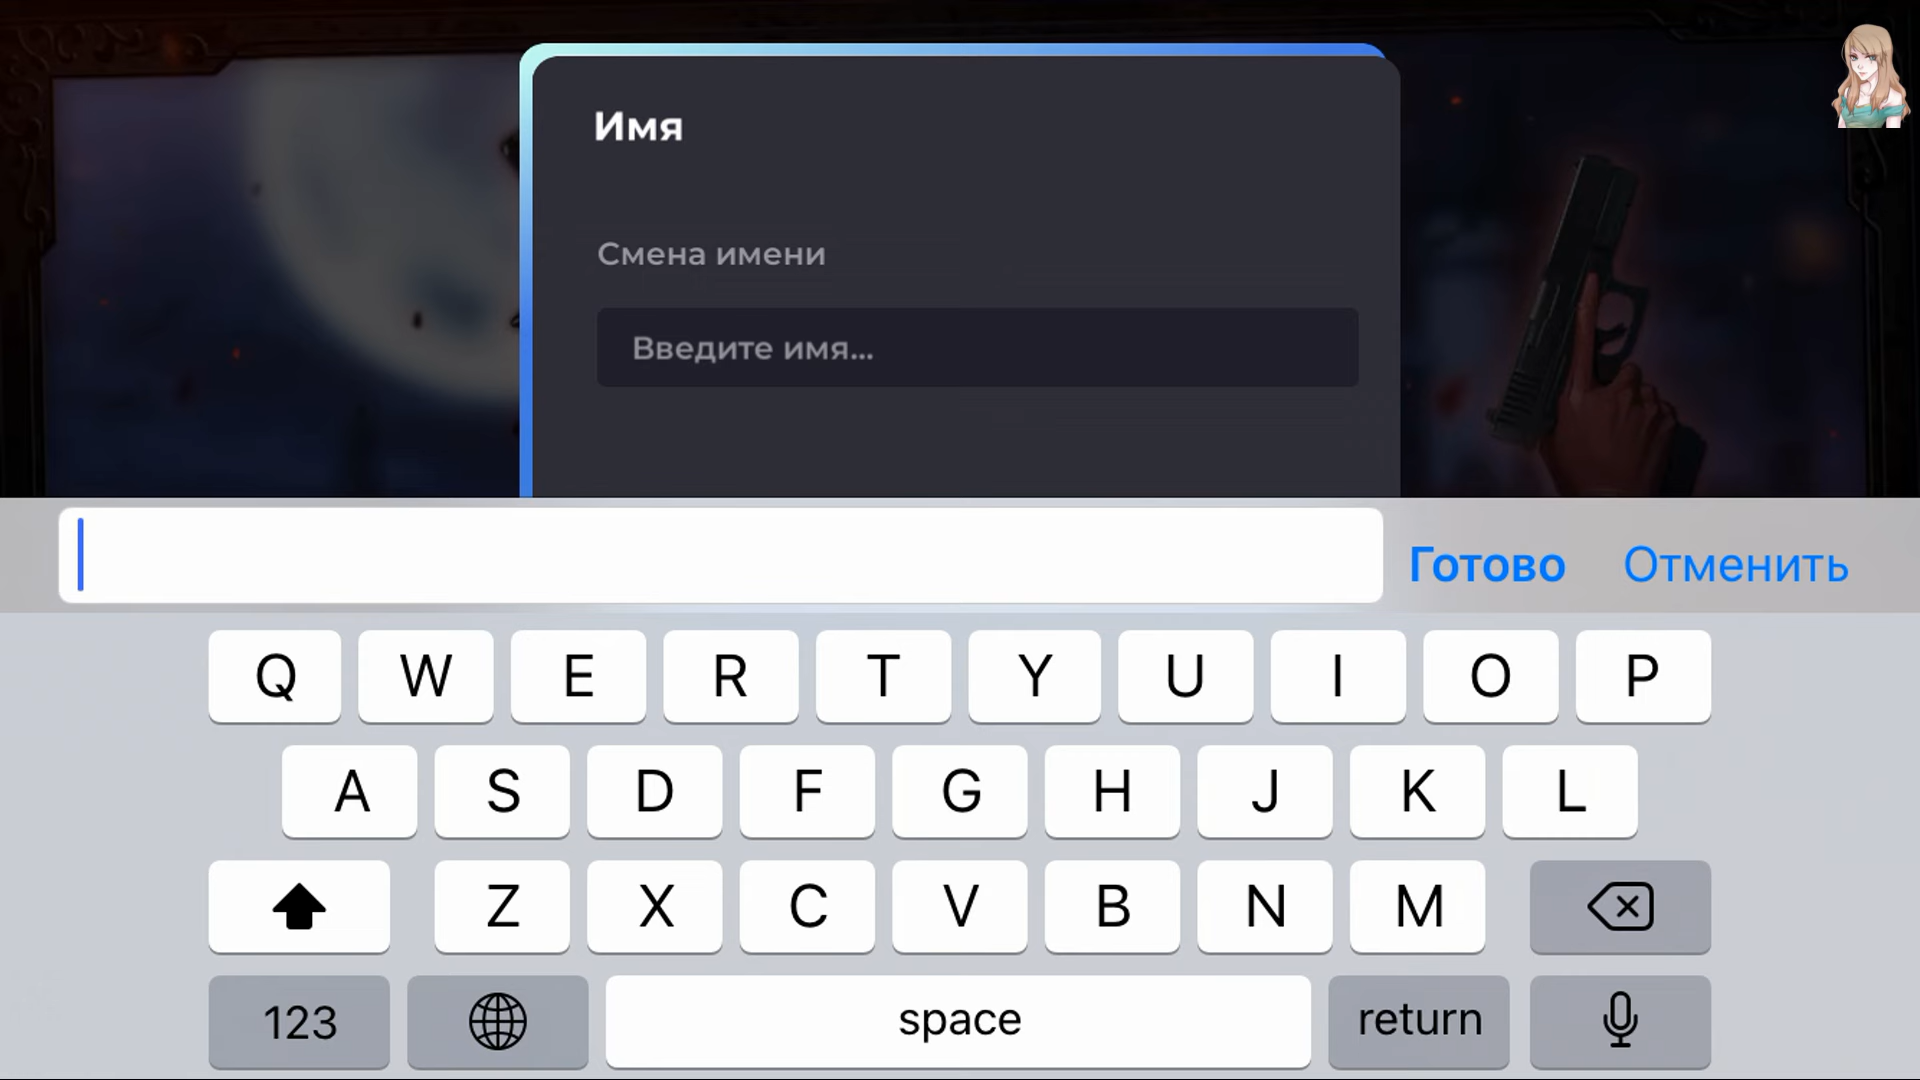 Имя
Смена имени
Введите имя...
Готово Отменить
Q W E R T Y U I O P
A S D F G H J K L
Z X C V B N M
123 space return